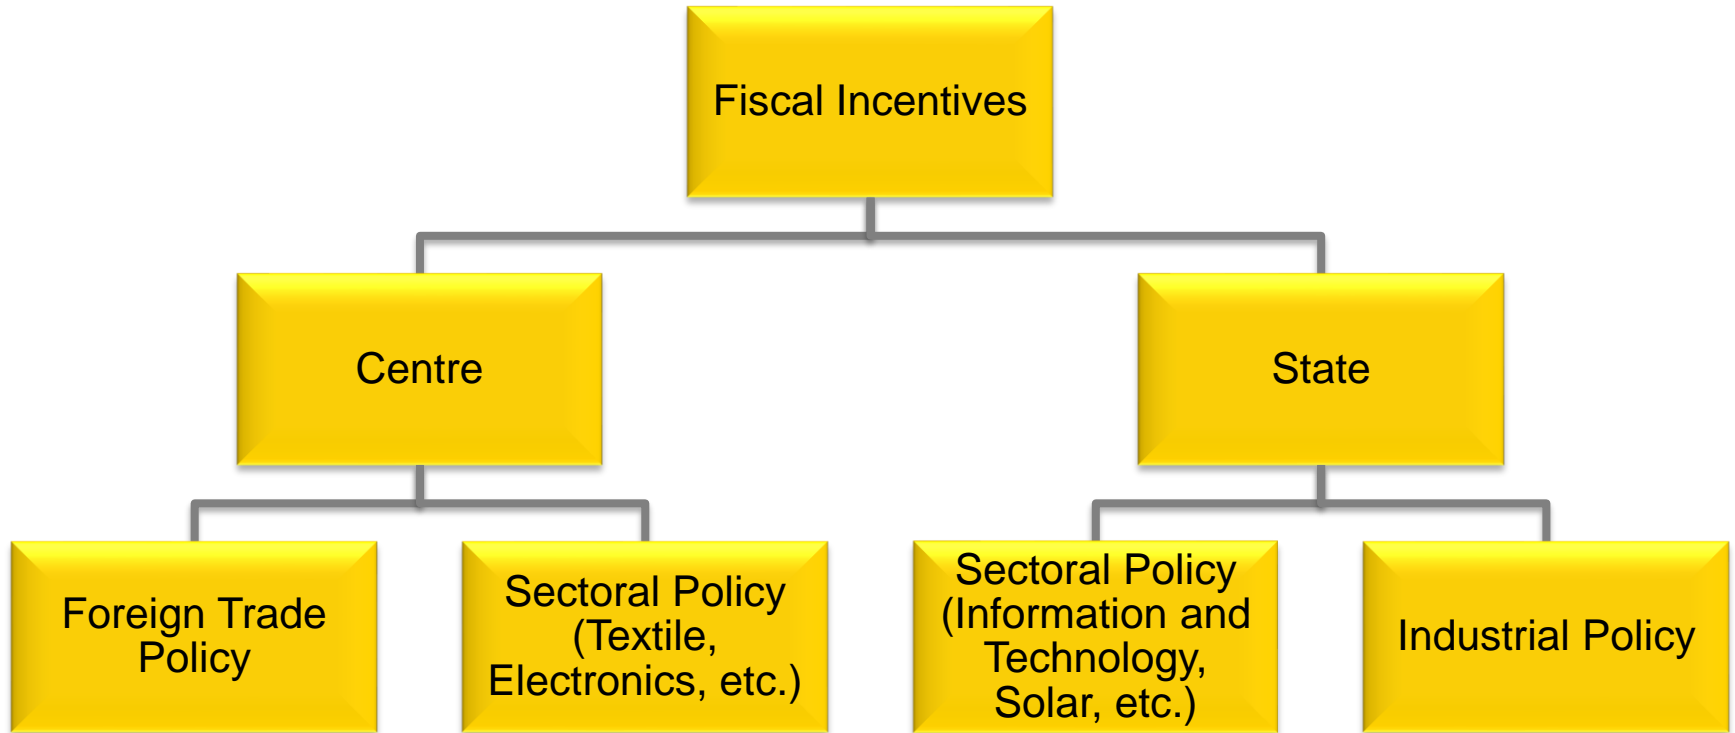 Fiscal Incentives
Centre
State
Foreign Trade
Policy
Sectoral Policy
(Textile,
Electronics, etc.)
Sectoral Policy
(Information and
Technology,
Solar, etc.)
Industrial Policy